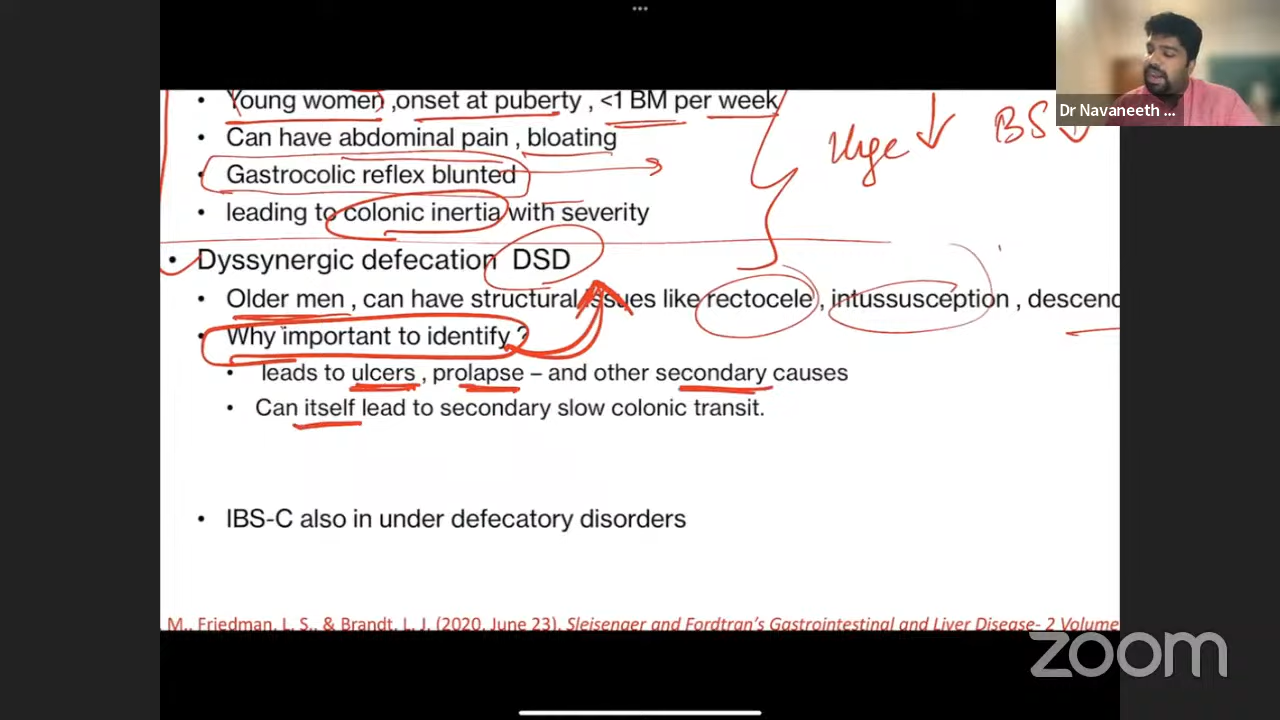 Dr Navaneeth ...
• Young women ,onset at puberty , <1 BM per week
Urge ↓ BS ↓
• Can have abdominal pain , bloating
• Gastrocolic reflex blunted
• leading to colonic inertia with severity
• Dyssynergic defecation DSD
• Older men , can have structural issues like rectocele , intussusception , descend
• Why important to identify ?
• leads to ulcers , prolapse – and other secondary causes
• Can itself lead to secondary slow colonic transit.
• IBS-C also in under defecatory disorders
M., Friedman, L. S., & Brandt, L. J. (2020, June 23). Sleisenger and Fordtran's Gastrointestinal and Liver Disease- 2 Volume
zoom